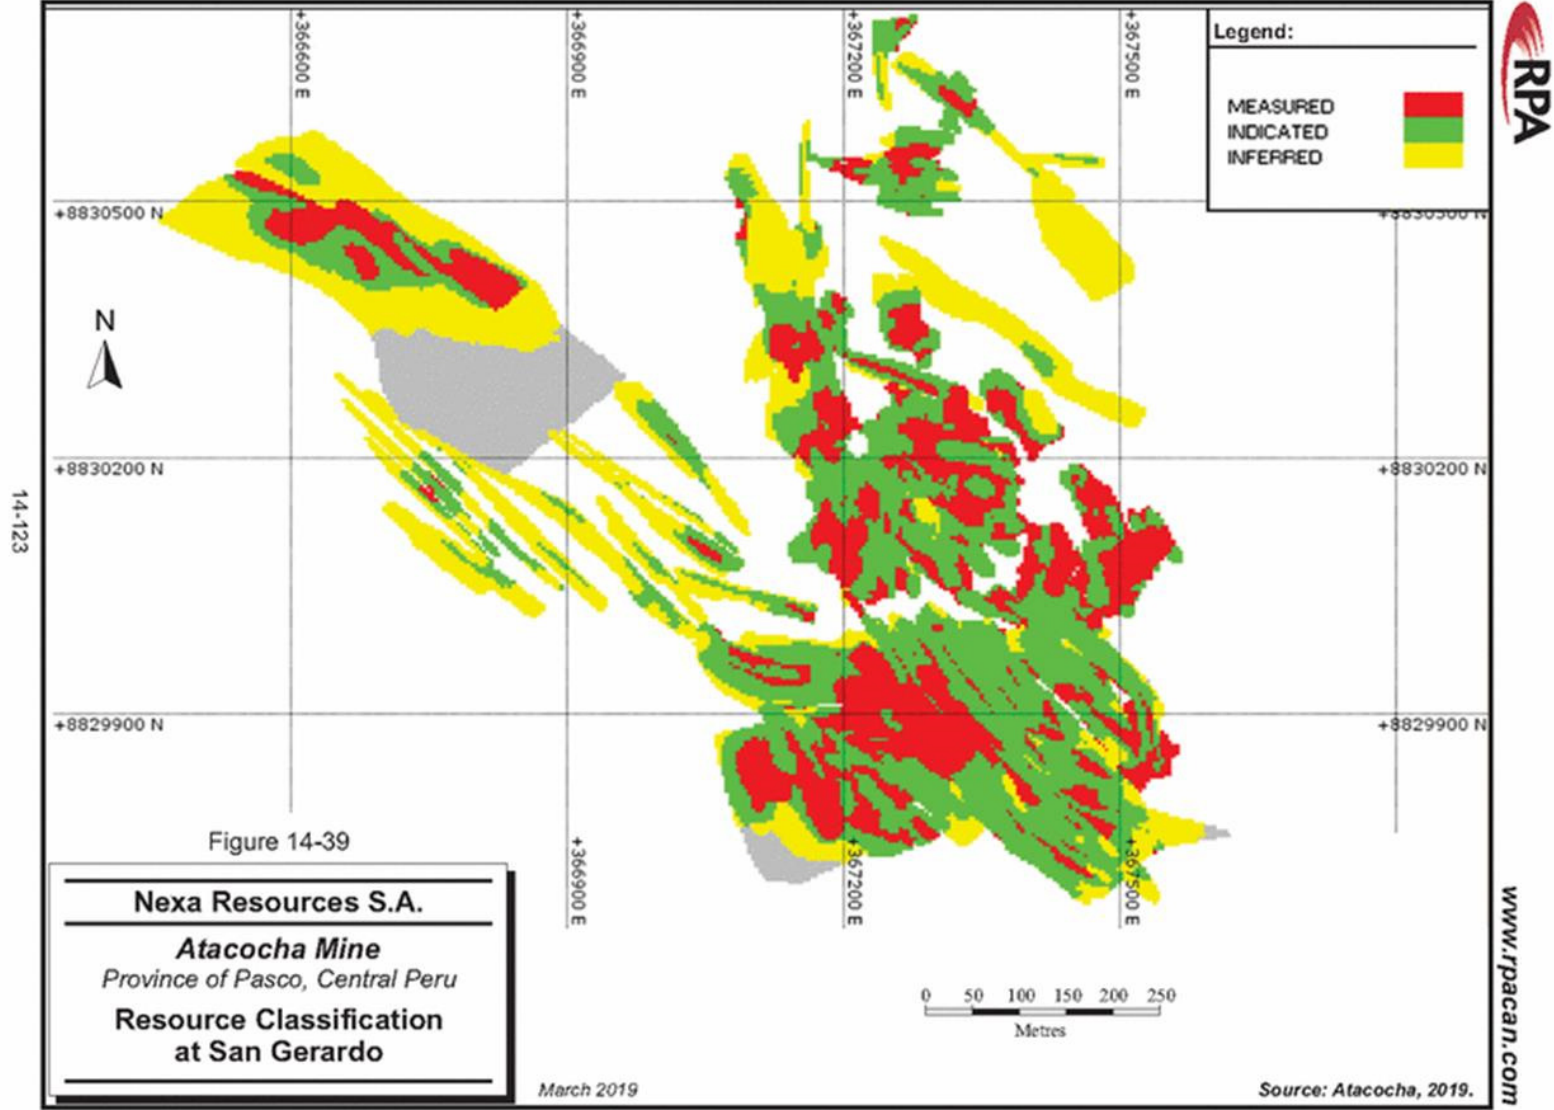 +366600 E
+366900 E
+367200 E
+367500 E
Legend:
MEASURED
INDICATED
INFERRED
RPA
+8830500 N
+8830500 N
N
+8830200 N
+8830200 N
14-123
+8829900 N
+8829900 N
Figure 14-39
+366900 E
+367200 E
+367500 E
Nexa Resources S.A.
Atacocha Mine
Province of Pasco, Central Peru
Resource Classification
at San Gerardo
0 50 100 150 200 250
Metres
March 2019
Source: Atacocha, 2019.
www.rpacan.com